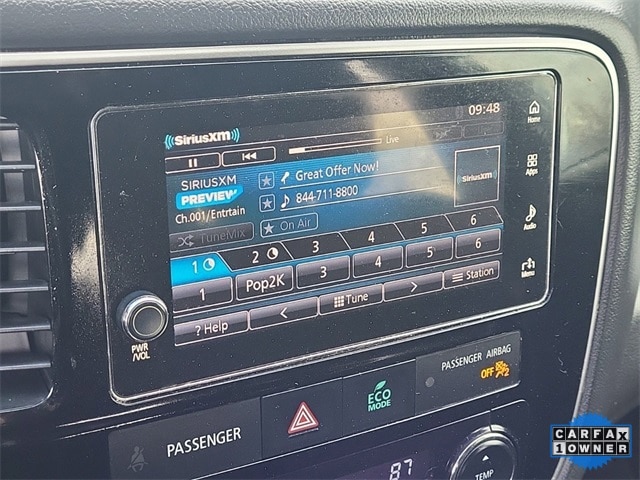 09:48
Home
((SiriusXM))
Live
Apps
SIRIUSXM
PREVIEW
Great Offer Now!
844-711-8800
SiriusXM
Ch.001/Entrtain
TuneMix
On Air
Audio
1 2 3 4 5 6
1 Pop2K 3 4 5 6
? Help < Tune > Station
Menu
PWR
/VOL
PASSENGER AIRBAG
OFF 2
ECO
MODE
PASSENGER
87
TEMP
CARFAX
1 OWNER